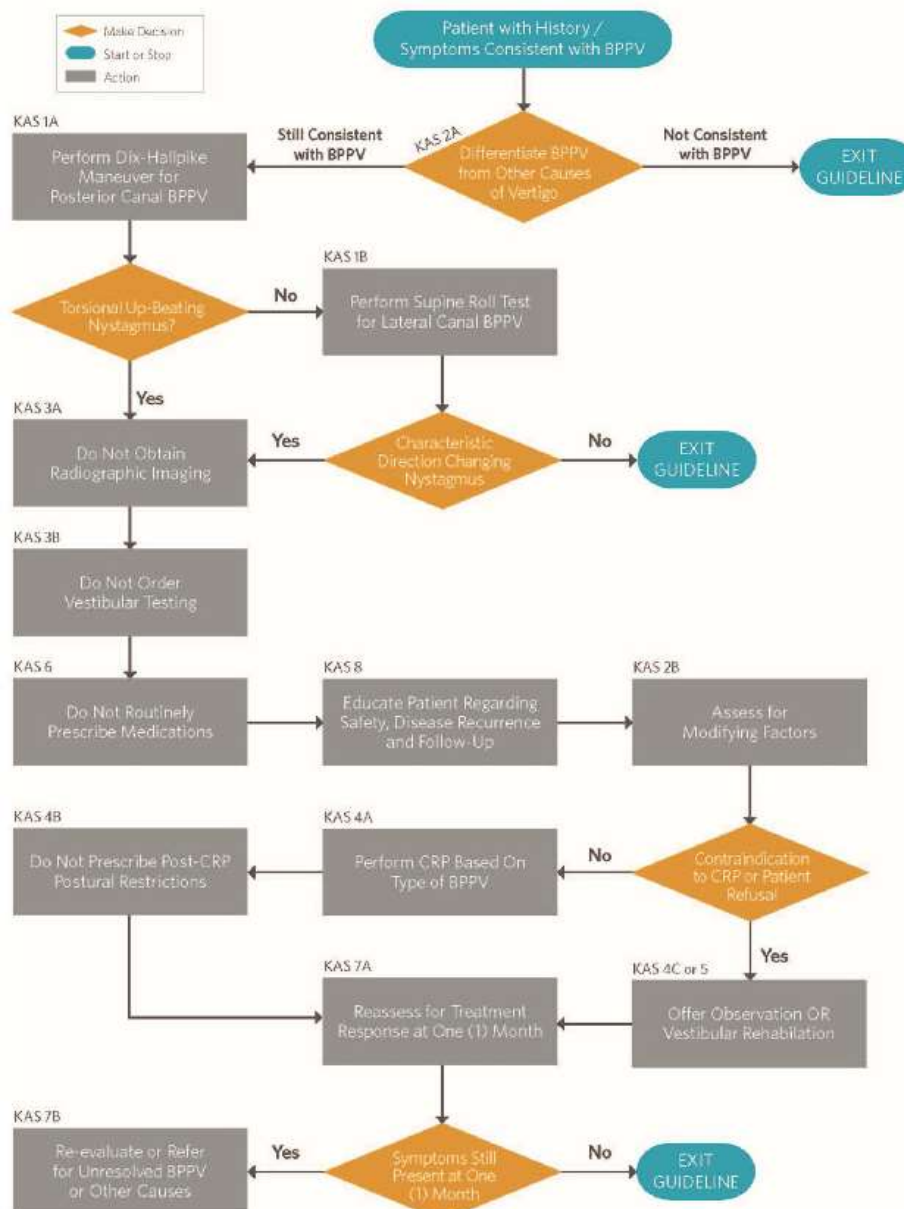 Make Decision
Start or Stop
Action
Patient with History /
Symptoms Consistent with BPPV
KAS 2A
Differentiate BPPV
from Other Causes
of Vertigo
Still Consistent
with BPPV
Not Consistent
with BPPV
EXIT
GUIDELINE
KAS 1A
Perform Dix-Hallpike
Maneuver for
Posterior Canal BPPV
Torsional Up-Beating
Nystagmus?
No
KAS 1B
Perform Supine Roll Test
for Lateral Canal BPPV
Yes
KAS 3A
Do Not Obtain
Radiographic Imaging
Yes
Characteristic
Direction Changing
Nystagmus
No
EXIT
GUIDELINE
KAS 3B
Do Not Order
Vestibular Testing
KAS 6
Do Not Routinely
Prescribe Medications
KAS 8
Educate Patient Regarding
Safety, Disease Recurrence
and Follow-Up
KAS 2B
Assess for
Modifying Factors
KAS 4B
Do Not Prescribe Post-CRP
Postural Restrictions
KAS 4A
Perform CRP Based On
Type of BPPV
No
Contraindication
to CRP or Patient
Refusal
Yes
KAS 7A
Reassess for Treatment
Response at One (1) Month
KAS 4C or 5
Offer Observation OR
Vestibular Rehabilation
KAS 7B
Re-evaluate or Refer
for Unresolved BPPV
or Other Causes
Yes
Symptoms Still
Present at One
(1) Month
No
EXIT
GUIDELINE